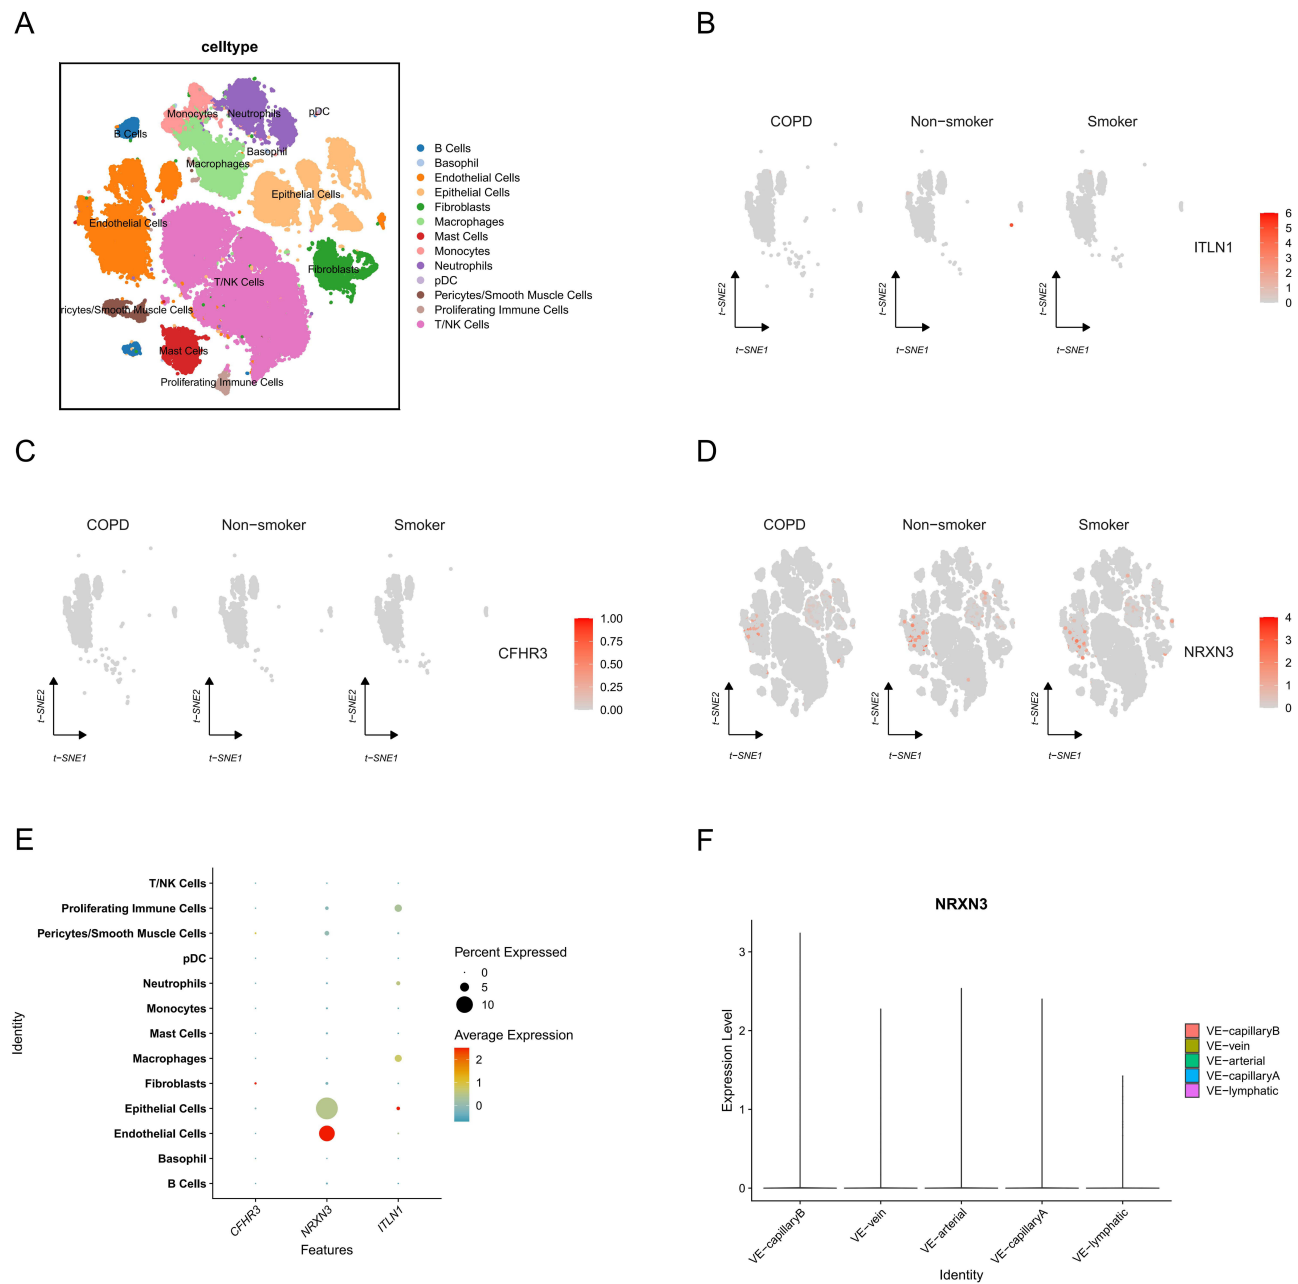 A
celltype
Monocytes
Neutrophils
pDC
B Cells
Basophil
Macrophages
Epithelial Cells
Endothelial Cells
Fibroblasts
T/NK Cells
ricytes/Smooth Muscle Cells
Mast Cells
Proliferating Immune Cells
B Cells
Basophil
Endothelial Cells
Epithelial Cells
Fibroblasts
Macrophages
Mast Cells
Monocytes
Neutrophils
pDC
Pericytes/Smooth Muscle Cells
Proliferating Immune Cells
T/NK Cells
B
COPD
Non−smoker
Smoker
t−SNE2
t−SNE1
t−SNE2
t−SNE1
t−SNE2
t−SNE1
ITLN1
6
5
4
3
2
1
0
C
COPD
Non−smoker
Smoker
t−SNE2
t−SNE1
t−SNE2
t−SNE1
t−SNE2
t−SNE1
CFHR3
1.00
0.75
0.50
0.25
0.00
D
COPD
Non−smoker
Smoker
t−SNE2
t−SNE1
t−SNE2
t−SNE1
t−SNE2
t−SNE1
NRXN3
4
3
2
1
0
E
Identity
T/NK Cells
Proliferating Immune Cells
Pericytes/Smooth Muscle Cells
pDC
Neutrophils
Monocytes
Mast Cells
Macrophages
Fibroblasts
Epithelial Cells
Endothelial Cells
Basophil
B Cells
CFHR3
NRXN3
ITLN1
Features
Percent Expressed
0
5
10
Average Expression
2
1
0
F
NRXN3
Expression Level
3
2
1
0
VE−capillaryB
VE−vein
VE−arterial
VE−capillaryA
VE−lymphatic
Identity
VE−capillaryB
VE−vein
VE−arterial
VE−capillaryA
VE−lymphatic